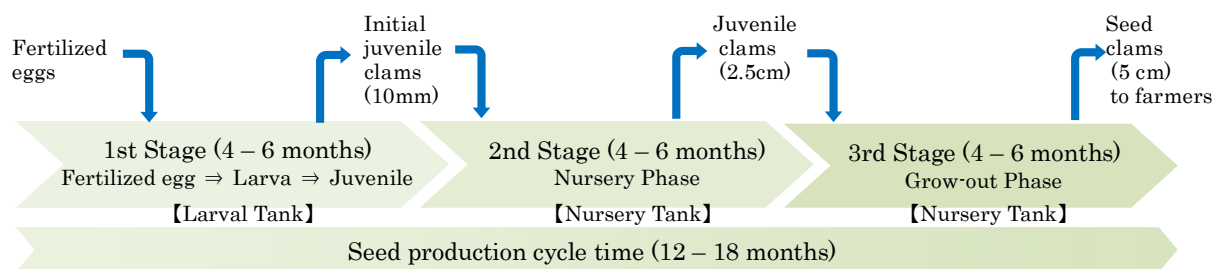 Fertilized
eggs
Initial
juvenile
clams
(10mm)
Juvenile
clams
(2.5cm)
Seed
clams
(5 cm)
to farmers
1st Stage (4 – 6 months)
Fertilized egg ⇒ Larva ⇒ Juvenile
【Larval Tank】
2nd Stage (4 – 6 months)
Nursery Phase
【Nursery Tank】
3rd Stage (4 – 6 months)
Grow-out Phase
【Nursery Tank】
Seed production cycle time (12 – 18 months)